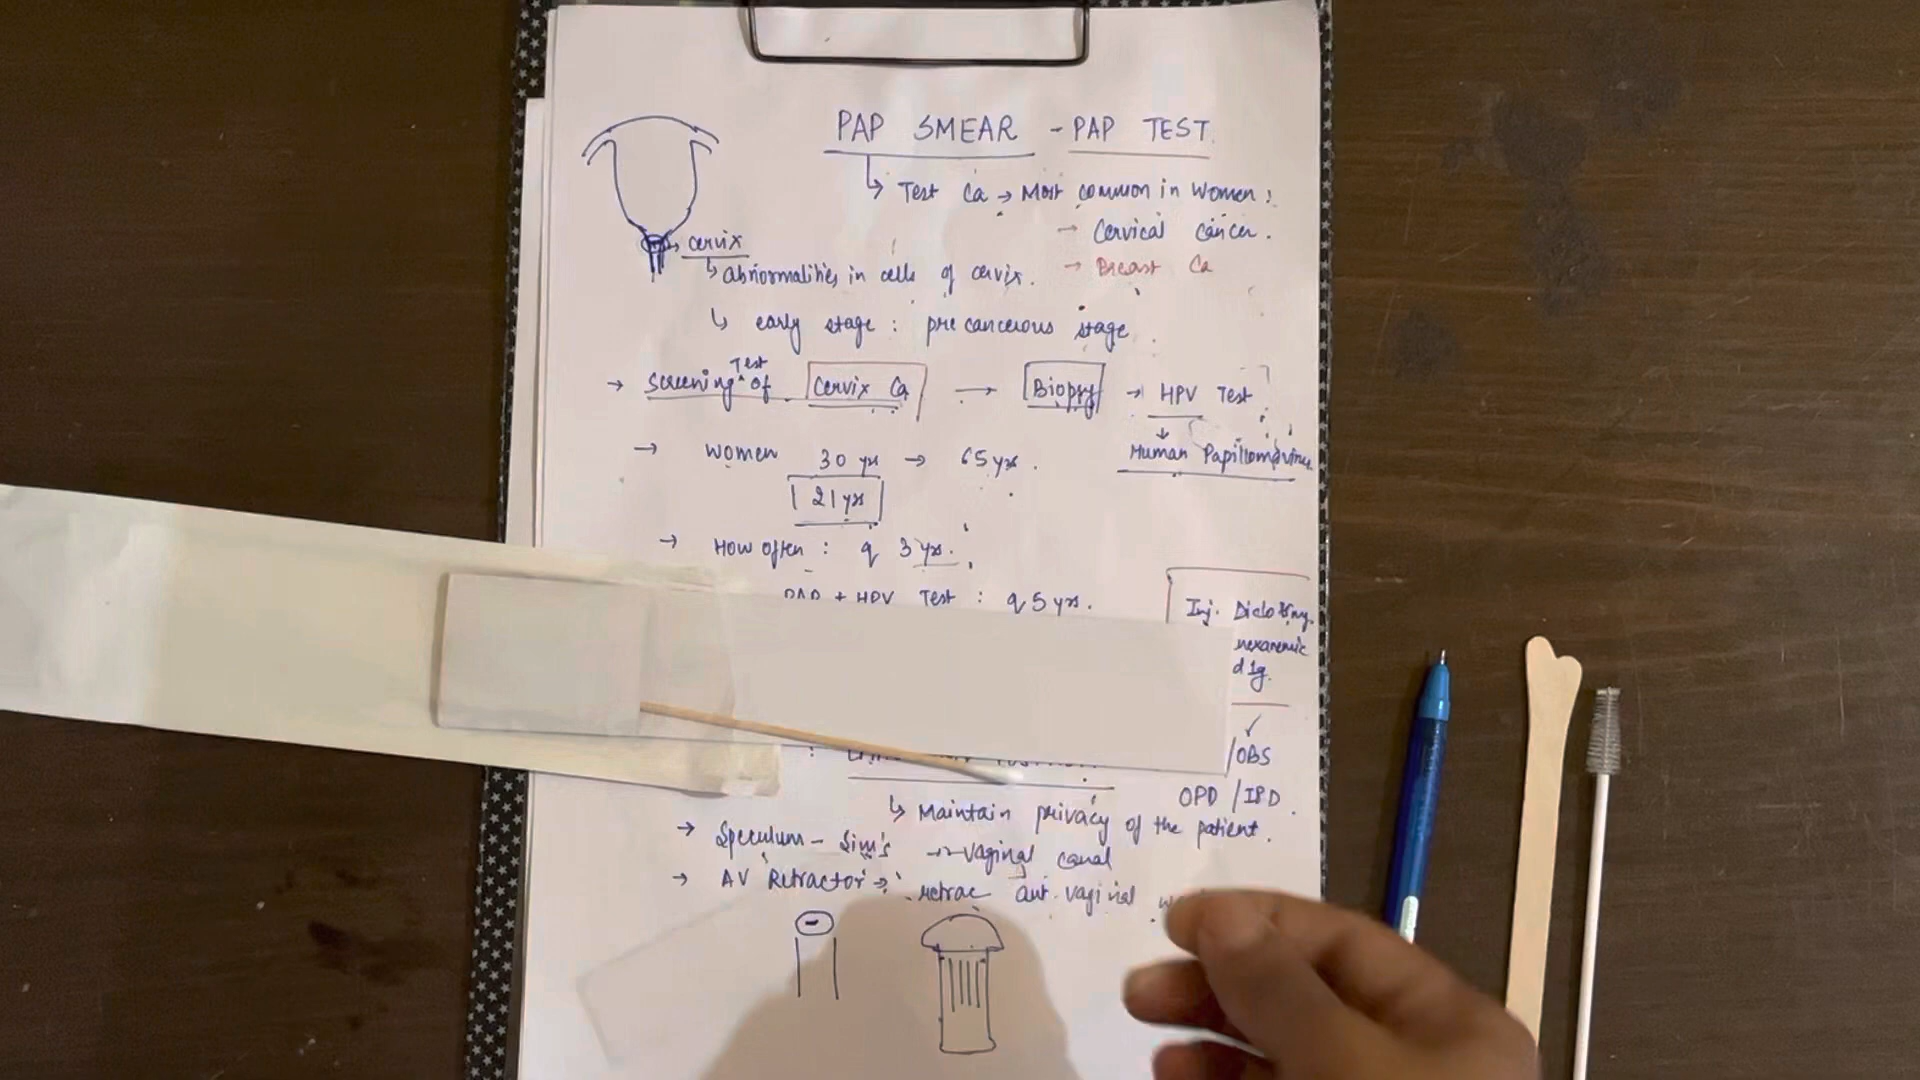 PAP SMEAR - PAP TEST.
↳ Test Ca → Most common in Women:
→ Cervical cancer.
→ Breast Ca
→ cervix
↳ abnormalities in cells of cervix.
↳ early stage : pre cancerous stage.
→ Screening Test of Cervix Ca → Biopsy → HPV Test
↓
Human Papillomavirus
→ Women 30 yrs → 65 yrs.
21 yrs
→ How often : q 3 yrs.
PAP + HPV Test : q 5 yrs.
Inj. Diclo
1g.
/OBS
OPD / IPD.
↳ Maintain privacy of the patient.
→ Speculum - Sim's → Vaginal canal
→ AV Retractor → retrac ant. vaginal